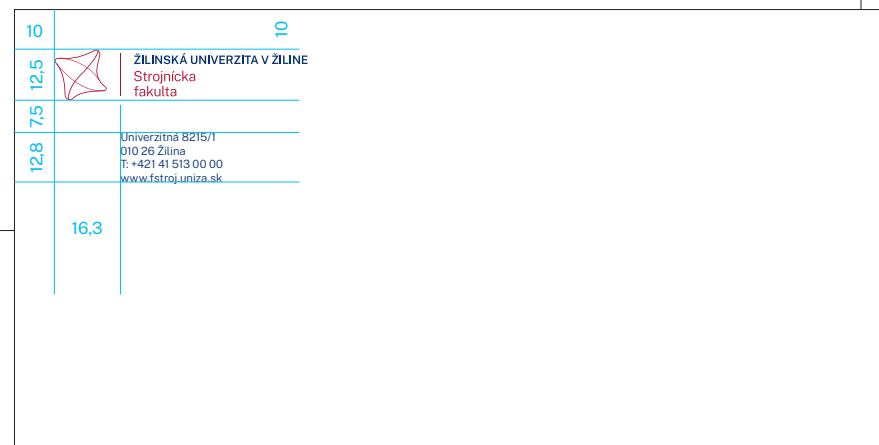 10
10
12,5
ŽILINSKÁ UNIVERZITA V ŽILINE
Strojnícka
fakulta
7,5
12,8
Univerzitná 8215/1
010 26 Žilina
T: +421 41 513 00 00
www.fstroj.uniza.sk
16,3